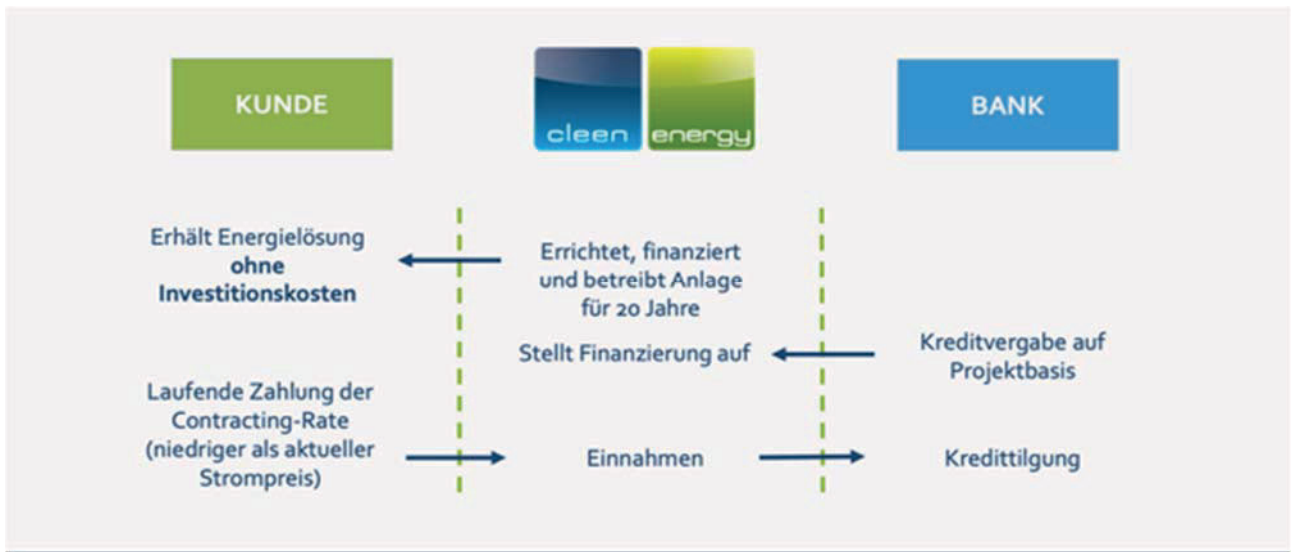 KUNDE
cleen energy
BANK
Erhält Energielösung
ohne
Investitionskosten
Errichtet, finanziert
und betreibt Anlage
für 20 Jahre
Stellt Finanzierung auf
Kreditvergabe auf
Projektbasis
Laufende Zahlung der
Contracting-Rate
(niedriger als aktueller
Strompreis)
Einnahmen
Kredittilgung